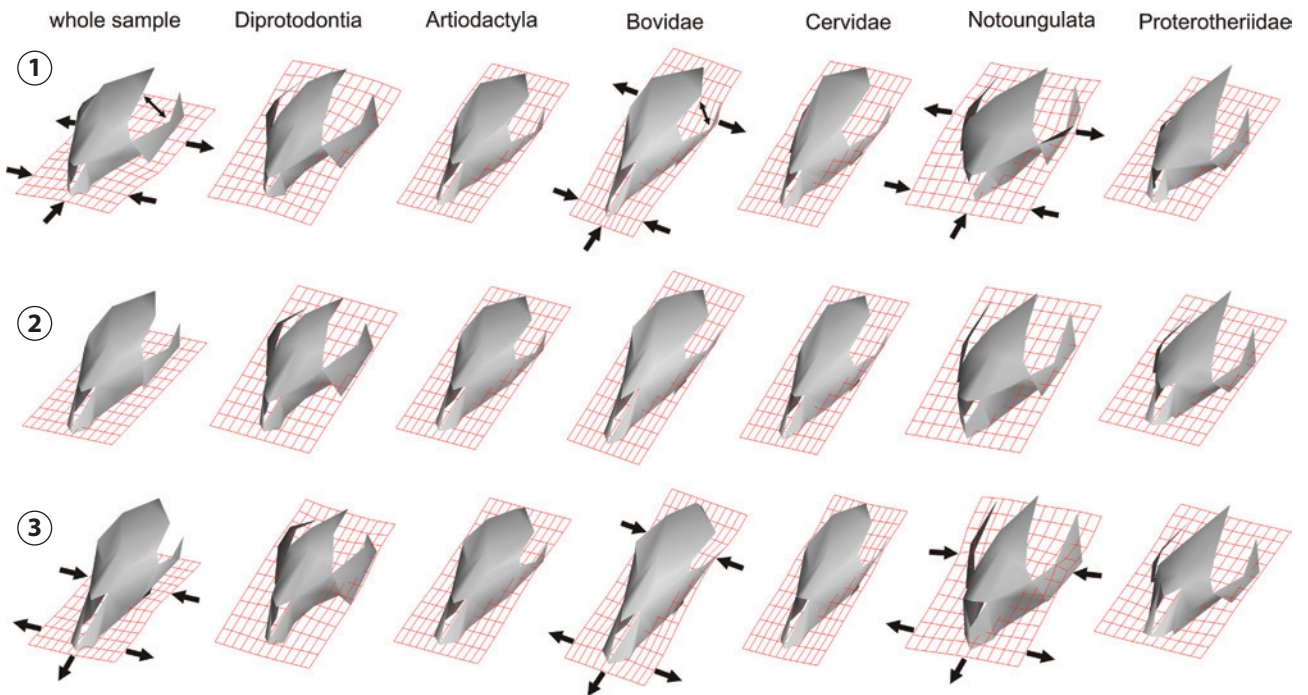 whole sample Diprotodontia Artiodactyla Bovidae Cervidae Notoungulata Proterotheriidae
1
2
3